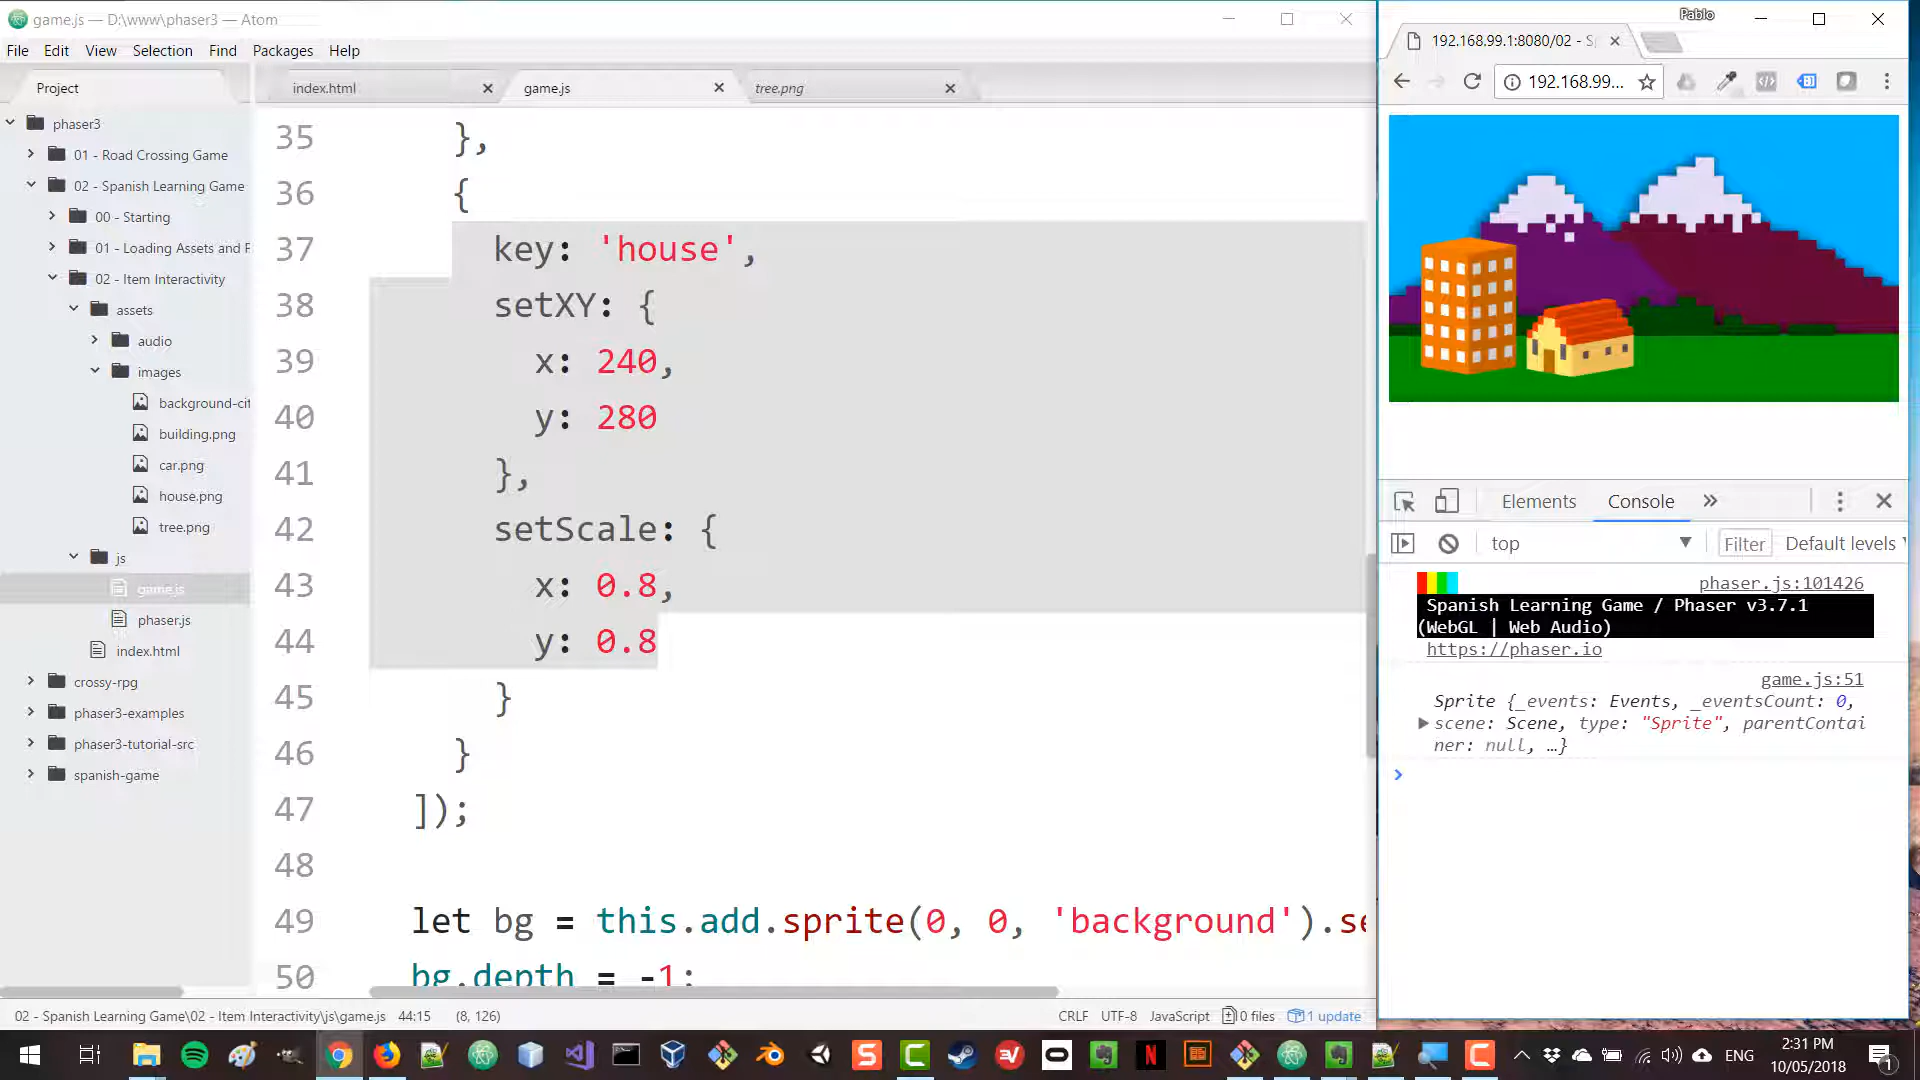 game.js — D:\www\phaser3 — Atom
File Edit View Selection Find Packages Help
Project
phaser3
01 - Road Crossing Game
02 - Spanish Learning Game
00 - Starting
01 - Loading Assets and P
02 - Item Interactivity
assets
audio
images
background-cit
building.png
car.png
house.png
tree.png
js
game.js
phaser.js
index.html
crossy-rpg
phaser3-examples
phaser3-tutorial-src
spanish-game
index.html
game.js
tree.png
35 },
36 {
37 key: 'house',
38 setXY: {
39 x: 240,
40 y: 280
41 },
42 setScale: {
43 x: 0.8,
44 y: 0.8
45 }
46 }
47 ]);
48
49 let bg = this.add.sprite(0, 0, 'background').se
50 bg.depth = -1;
02 - Spanish Learning Game\02 - Item Interactivity\js\game.js 44:15 (8, 126)
CRLF UTF-8 JavaScript 0 files 1 update
Pablo
192.168.99.1:8080/02 - S
192.168.99...
Elements Console
top Filter Default levels
phaser.js:101426
Spanish Learning Game / Phaser v3.7.1
(WebGL | Web Audio)
https://phaser.io
game.js:51
Sprite {_events: Events, _eventsCount: 0,
scene: Scene, type: "Sprite", parentContai
ner: null, …}
ENG
2:31 PM
10/05/2018
1